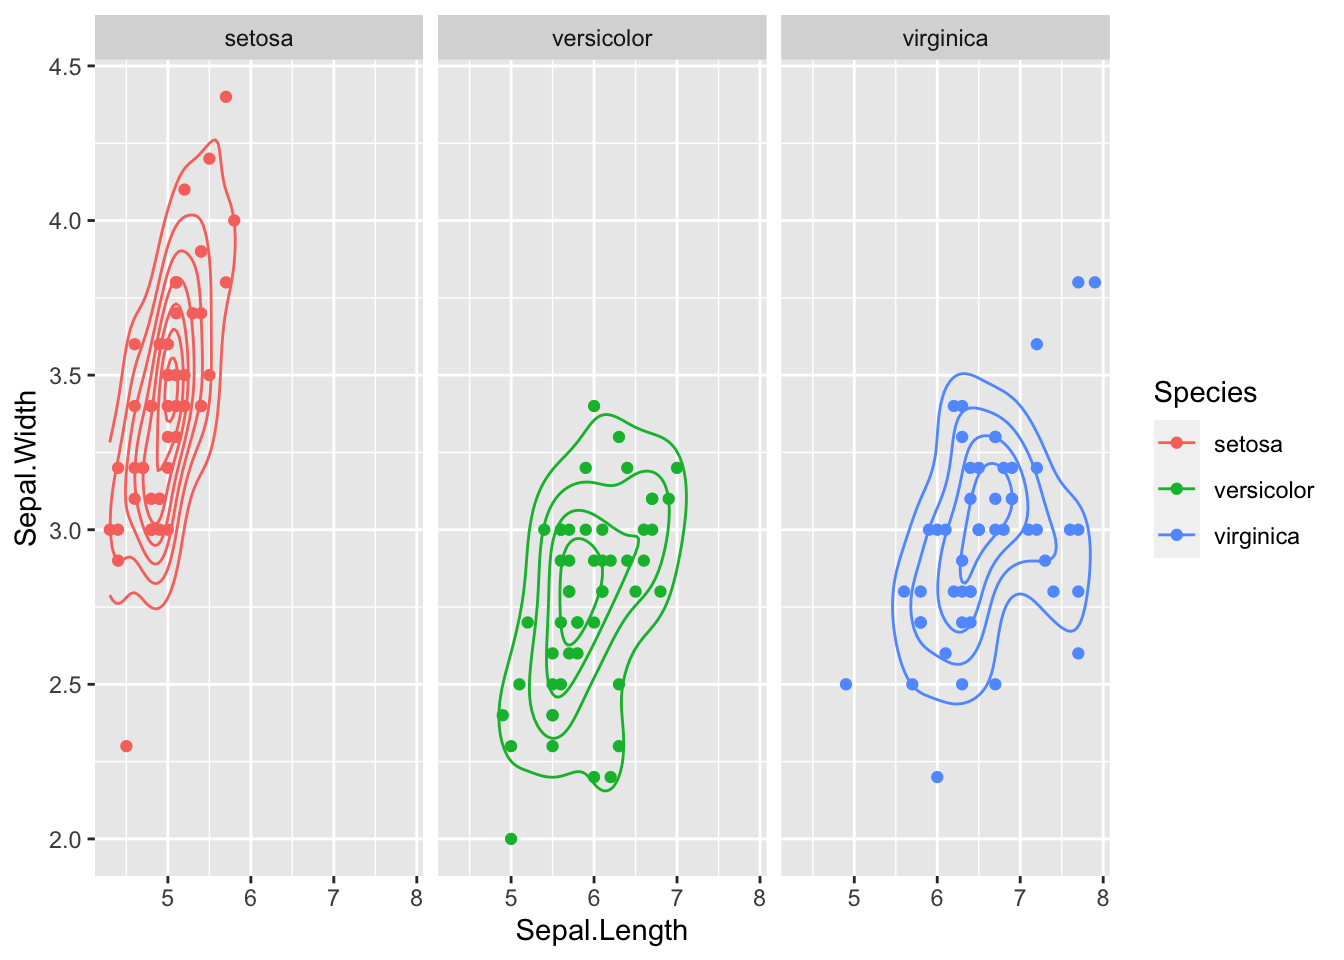 setosa
versicolor
virginica
4.5
4.0
3.5
3.0
2.5
2.0
Sepal.Width
5 6 7 8
5 6 7 8
5 6 7 8
Sepal.Length
Species
setosa
versicolor
virginica